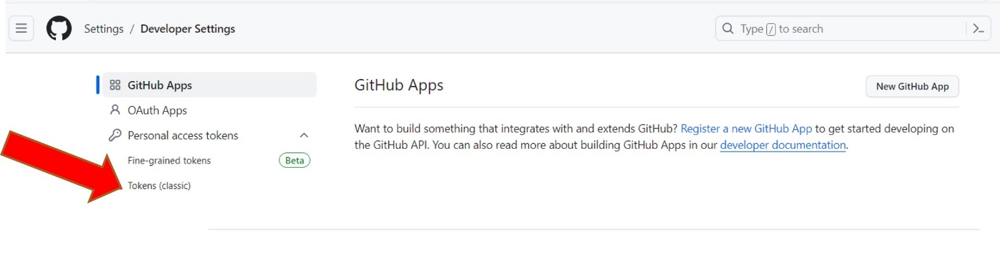 Settings / Developer Settings
Type / to search
GitHub Apps
OAuth Apps
Personal access tokens
Fine-grained tokens Beta
Tokens (classic)
GitHub Apps
New GitHub App
Want to build something that integrates with and extends GitHub? Register a new GitHub App to get started developing on
the GitHub API. You can also read more about building GitHub Apps in our developer documentation.